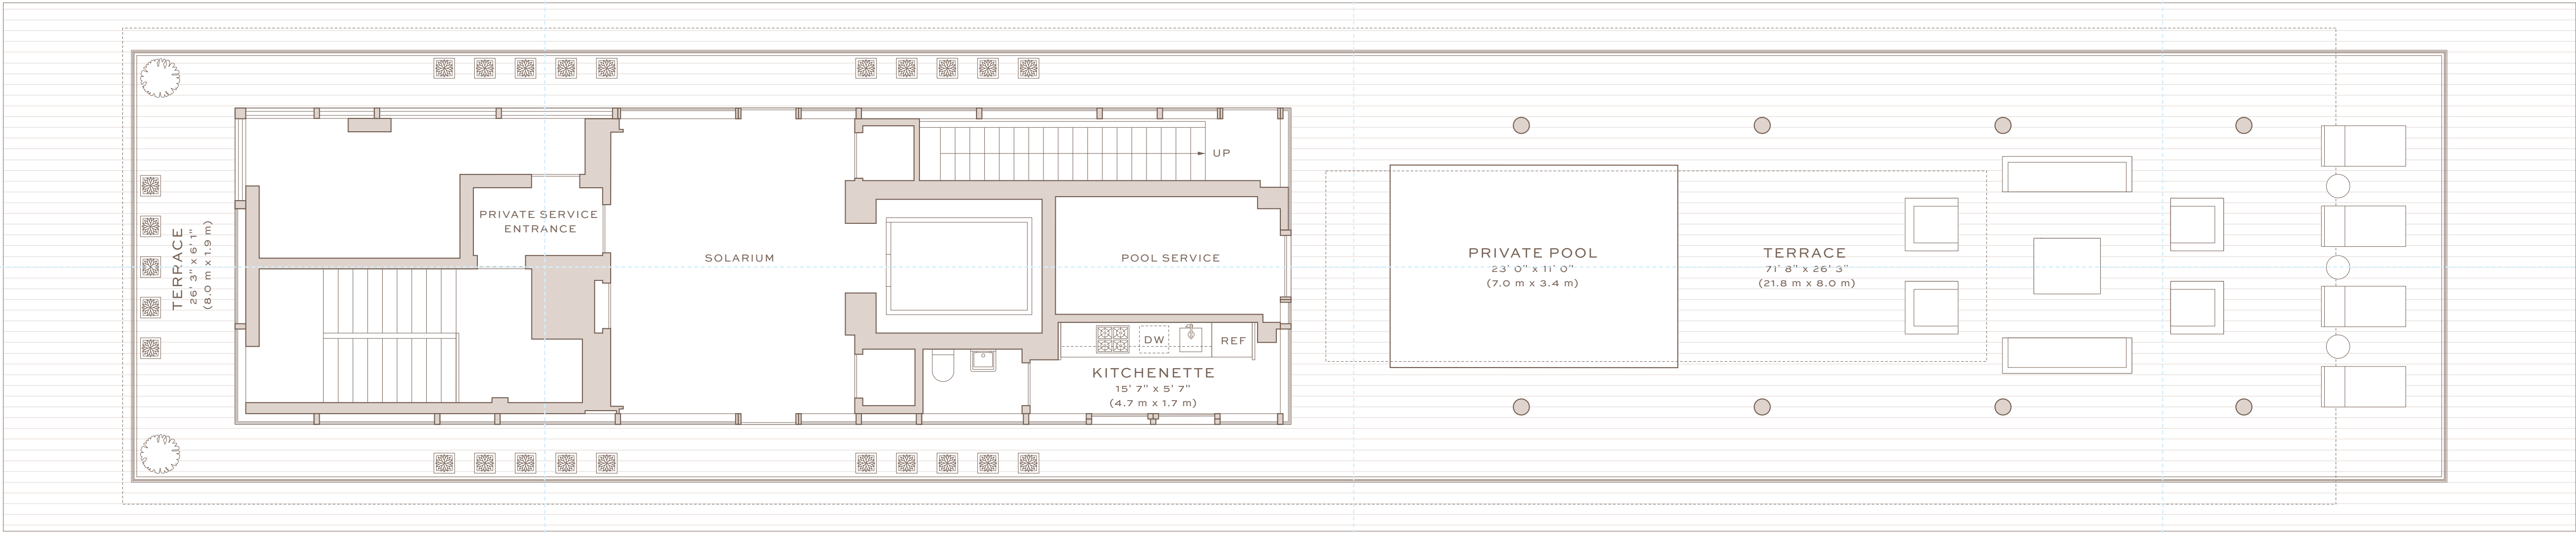 TERRACE
26' 3" x 6' 1"
(8.0 m x 1.9 m)
PRIVATE SERVICE
ENTRANCE
SOLARIUM
UP
POOL SERVICE
DW
REF
KITCHENETTE
15' 7" x 5' 7"
(4.7 m x 1.7 m)
PRIVATE POOL
23' 0" x 11' 0"
(7.0 m x 3.4 m)
TERRACE
71' 8" x 26' 3"
(21.8 m x 8.0 m)